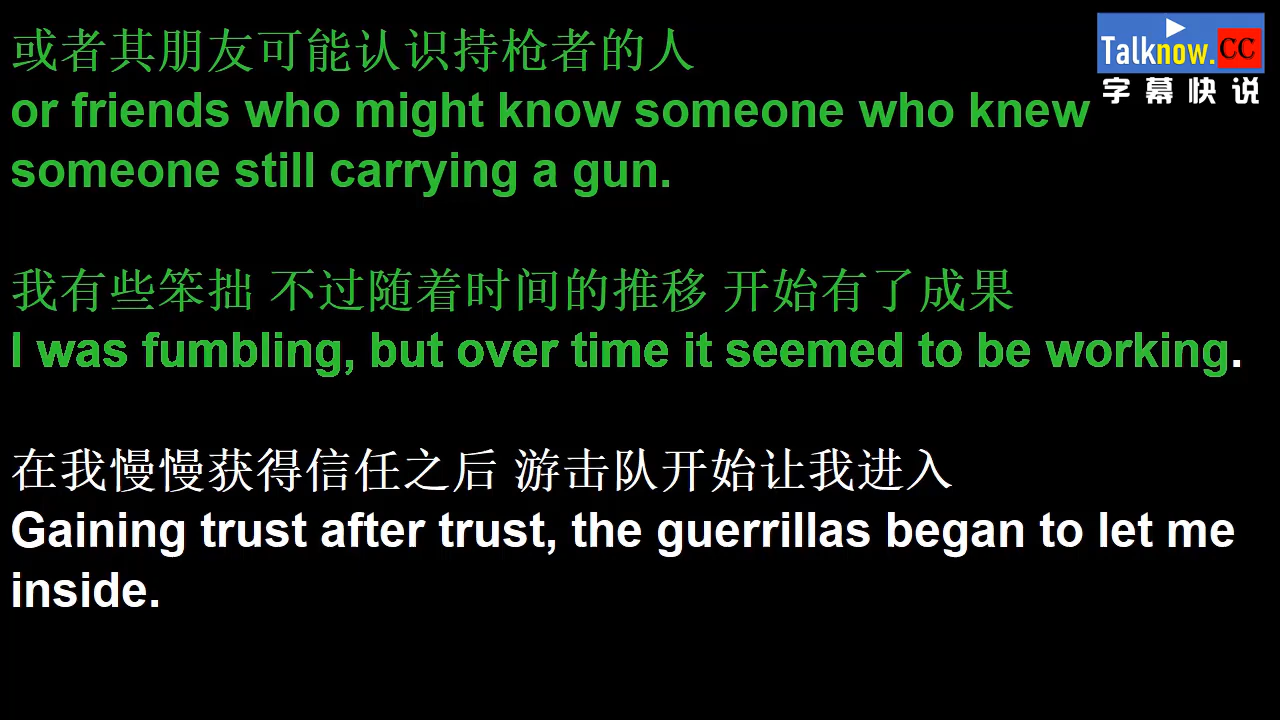 或者其朋友可能认识持枪者的人
or friends who might know someone who knew
someone still carrying a gun.
我有些笨拙 不过随着时间的推移 开始有了成果
I was fumbling, but over time it seemed to be working.
在我慢慢获得信任之后 游击队开始让我进入
Gaining trust after trust, the guerrillas began to let me
inside.
Talknow.CC
字幕快说